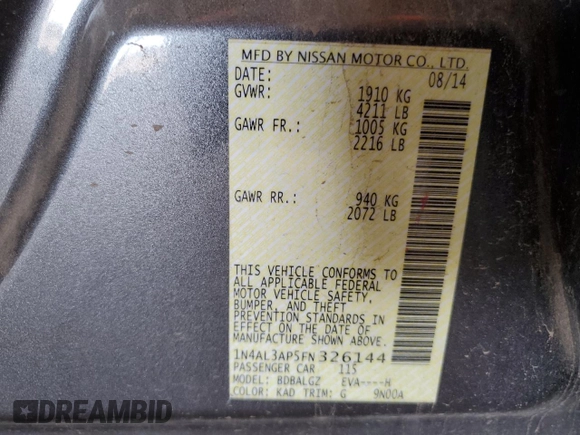 MFD BY NISSAN MOTOR CO., LTD.
DATE: 08/14
GVWR: 1910 KG
4211 LB
GAWR FR.: 1005 KG
2216 LB
GAWR RR.: 940 KG
2072 LB
THIS VEHICLE CONFORMS TO
ALL APPLICABLE FEDERAL
MOTOR VEHICLE SAFETY,
BUMPER, AND THEFT
PREVENTION STANDARDS IN
EFFECT ON THE DATE OF
MANUFACTURE SHOWN ABOVE.
1N4AL3AP5FN326144
PASSENGER CAR 115
MODEL: BDBALGZ EVA----H
COLOR: KAD TRIM: G 9N00A
DREAMBID